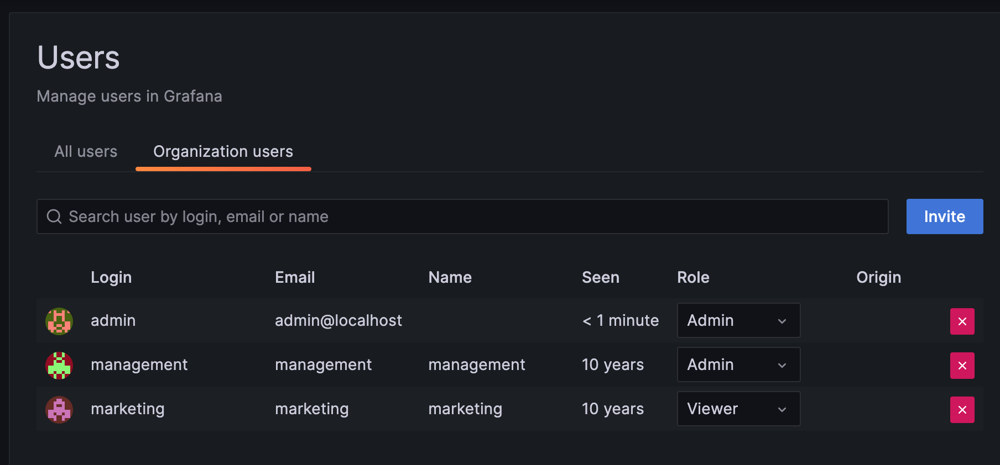 Users
Manage users in Grafana
All users Organization users
Search user by login, email or name Invite
Login Email Name Seen Role Origin
admin admin@localhost < 1 minute Admin
management management management 10 years Admin
marketing marketing marketing 10 years Viewer